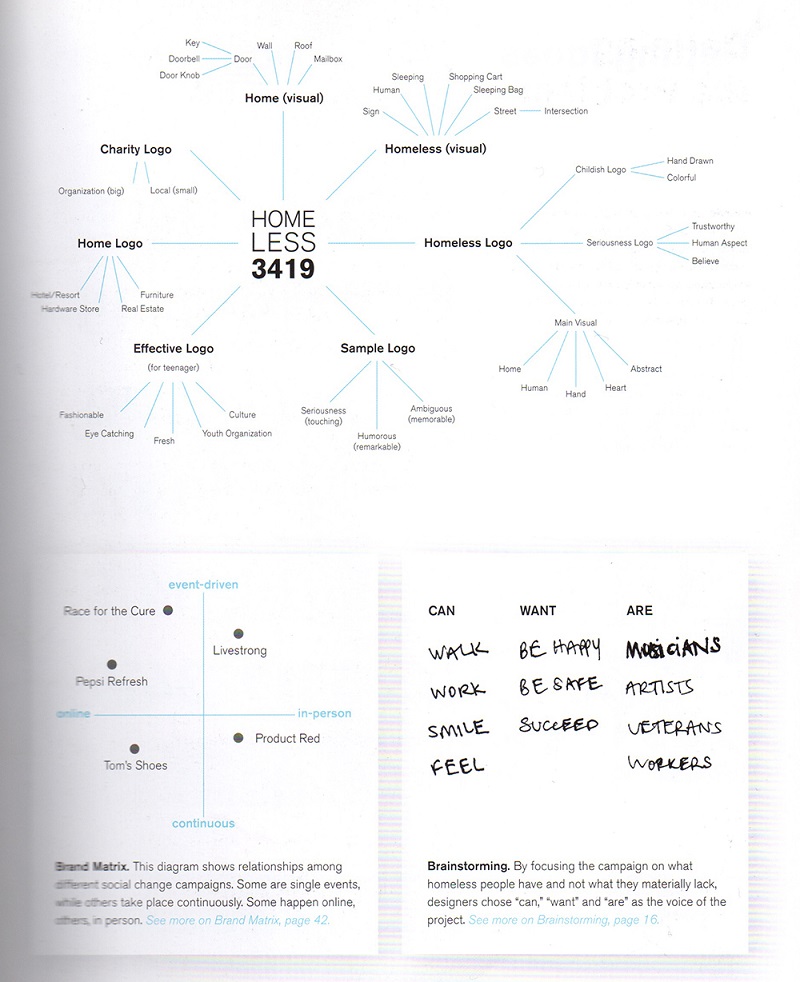 Key
Doorbell
Door Knob
Door
Wall
Roof
Mailbox
Home (visual)
Sleeping
Human
Sign
Shopping Cart
Sleeping Bag
Street
Intersection
Homeless (visual)
Charity Logo
Organization (big)
Local (small)
Childish Logo
Hand Drawn
Colorful
HOME
LESS
3419
Home Logo
Hotel/Resort
Hardware Store
Real Estate
Furniture
Homeless Logo
Seriousness Logo
Trustworthy
Human Aspect
Believe
Main Visual
Home
Human
Hand
Heart
Abstract
Effective Logo
(for teenager)
Fashionable
Eye Catching
Fresh
Youth Organization
Culture
Sample Logo
Seriousness
(touching)
Humorous
(remarkable)
Ambiguous
(memorable)
event-driven
Race for the Cure
Livestrong
Pepsi Refresh
online
in-person
Product Red
Tom's Shoes
continuous
Brand Matrix. This diagram shows relationships among
different social change campaigns. Some are single events,
while others take place continuously. Some happen online,
others, in person. See more on Brand Matrix, page 42.
CAN WANT ARE
WALK BE HAPPY MUSICIANS
WORK BE SAFE ARTISTS
SMILE SUCCEED VETERANS
FEEL WORKERS
Brainstorming. By focusing the campaign on what
homeless people have and not what they materially lack,
designers chose “can,” “want” and “are” as the voice of the
project. See more on Brainstorming, page 16.